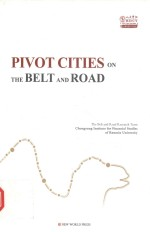 PIVOT CITIES ON
THE BELT AND ROAD
The Belt and Road Research Team
Chongyang Institute for Financial Studies
of Renmin University
NEW WORLD PRESS